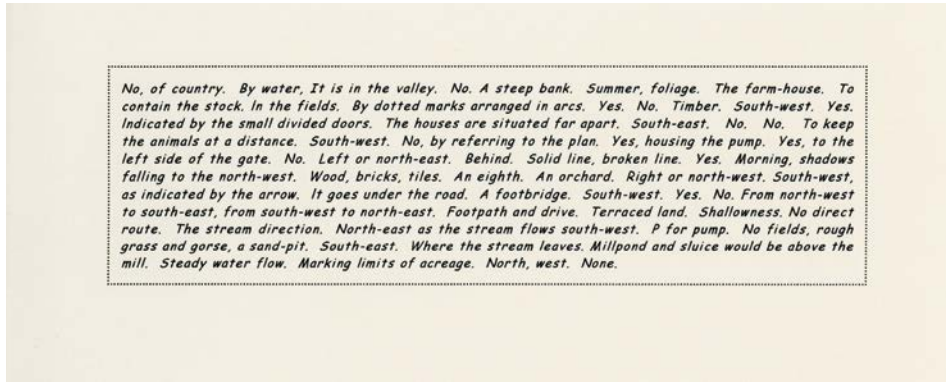 No, of country. By water, It is in the valley. No. A steep bank. Summer, foliage. The farm-house. To
contain the stock. In the fields. By dotted marks arranged in arcs. Yes. No. Timber. South-west. Yes.
Indicated by the small divided doors. The houses are situated far apart. South-east. No. No. To keep
the animals at a distance. South-west. No, by referring to the plan. Yes, housing the pump. Yes, to the
left side of the gate. No. Left or north-east. Behind. Solid line, broken line. Yes. Morning, shadows
falling to the north-west. Wood, bricks, tiles. An eighth. An orchard. Right or north-west. South-west,
as indicated by the arrow. It goes under the road. A footbridge. South-west. Yes. No. From north-west
to south-east, from south-west to north-east. Footpath and drive. Terraced land. Shallowness. No direct
route. The stream direction. North-east as the stream flows south-west. P for pump. No fields, rough
grass and gorse, a sand-pit. South-east. Where the stream leaves. Millpond and sluice would be above the
mill. Steady water flow. Marking limits of acreage. North, west. None.